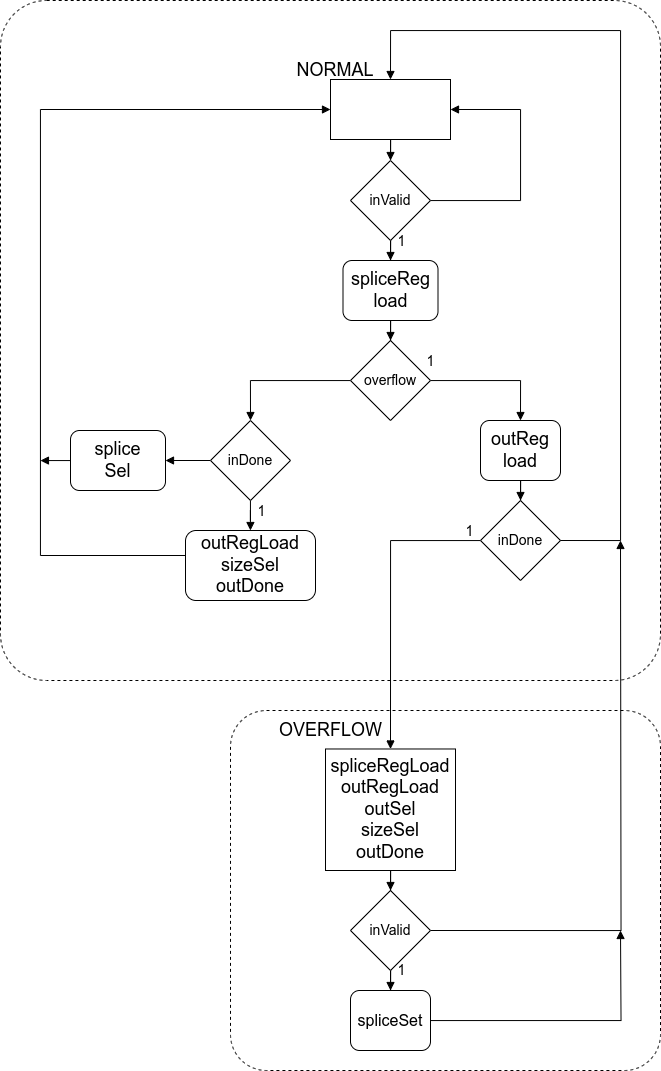 NORMAL
inValid
1
spliceReg
load
overflow
1
splice
Sel
inDone
1
outReg
load
outRegLoad
sizeSel
outDone
1
inDone
OVERFLOW
spliceRegLoad
outRegLoad
outSel
sizeSel
outDone
inValid
1
spliceSet